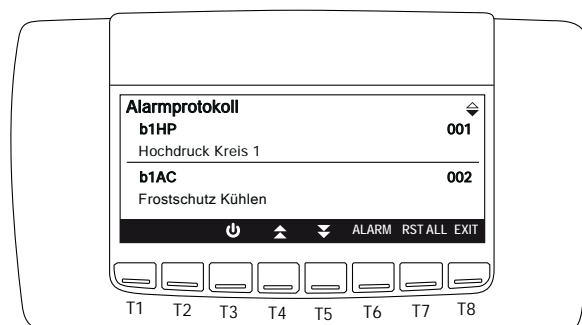 Alarmprotokoll
b1HP 001
Hochdruck Kreis 1
b1AC 002
Frostschutz Kühlen
ALARM RST ALL EXIT
T1 T2 T3 T4 T5 T6 T7 T8